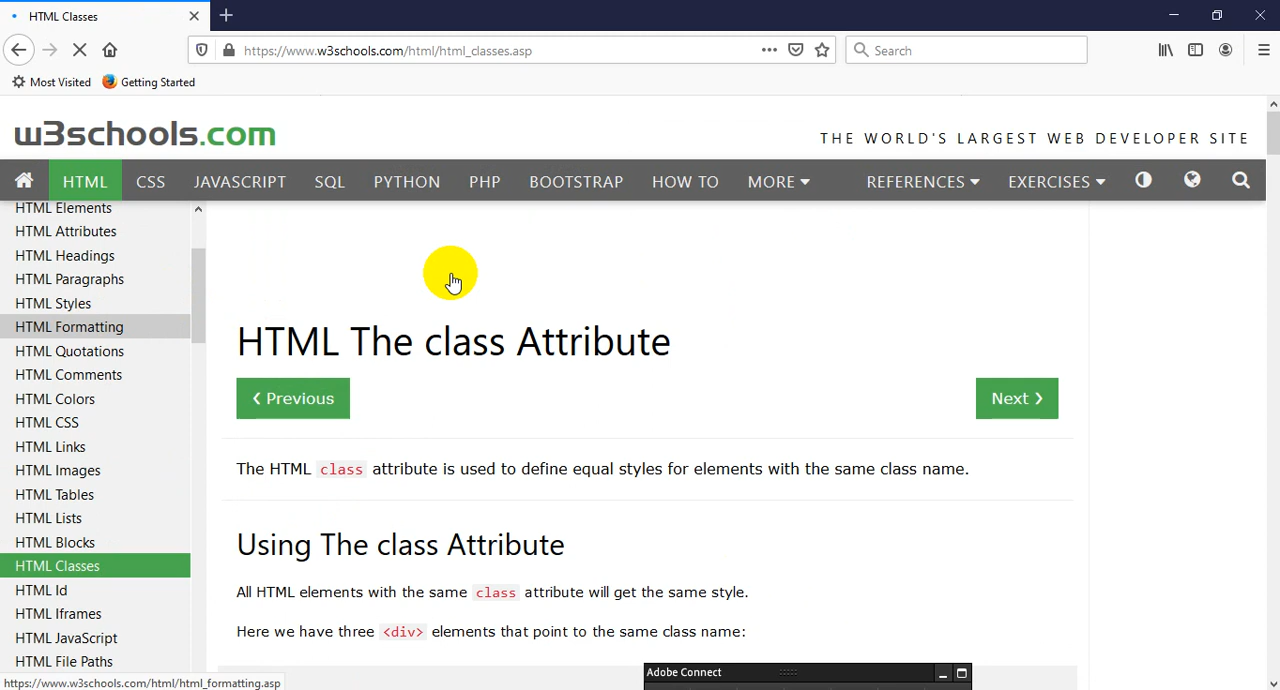 HTML Classes
https://www.w3schools.com/html/html_classes.asp
Search
Most Visited
Getting Started
w3schools.com
THE WORLD'S LARGEST WEB DEVELOPER SITE
HTML CSS JAVASCRIPT SQL PYTHON PHP BOOTSTRAP HOW TO MORE REFERENCES EXERCISES
HTML Elements
HTML Attributes
HTML Headings
HTML Paragraphs
HTML Styles
HTML Formatting
HTML Quotations
HTML Comments
HTML Colors
HTML CSS
HTML Links
HTML Images
HTML Tables
HTML Lists
HTML Blocks
HTML Classes
HTML Id
HTML Iframes
HTML JavaScript
HTML File Paths
https://www.w3schools.com/html/html_formatting.asp
HTML The class Attribute
❮ Previous
Next ❯
The HTML class attribute is used to define equal styles for elements with the same class name.
Using The class Attribute
All HTML elements with the same class attribute will get the same style.
Here we have three <div> elements that point to the same class name:
Adobe Connect